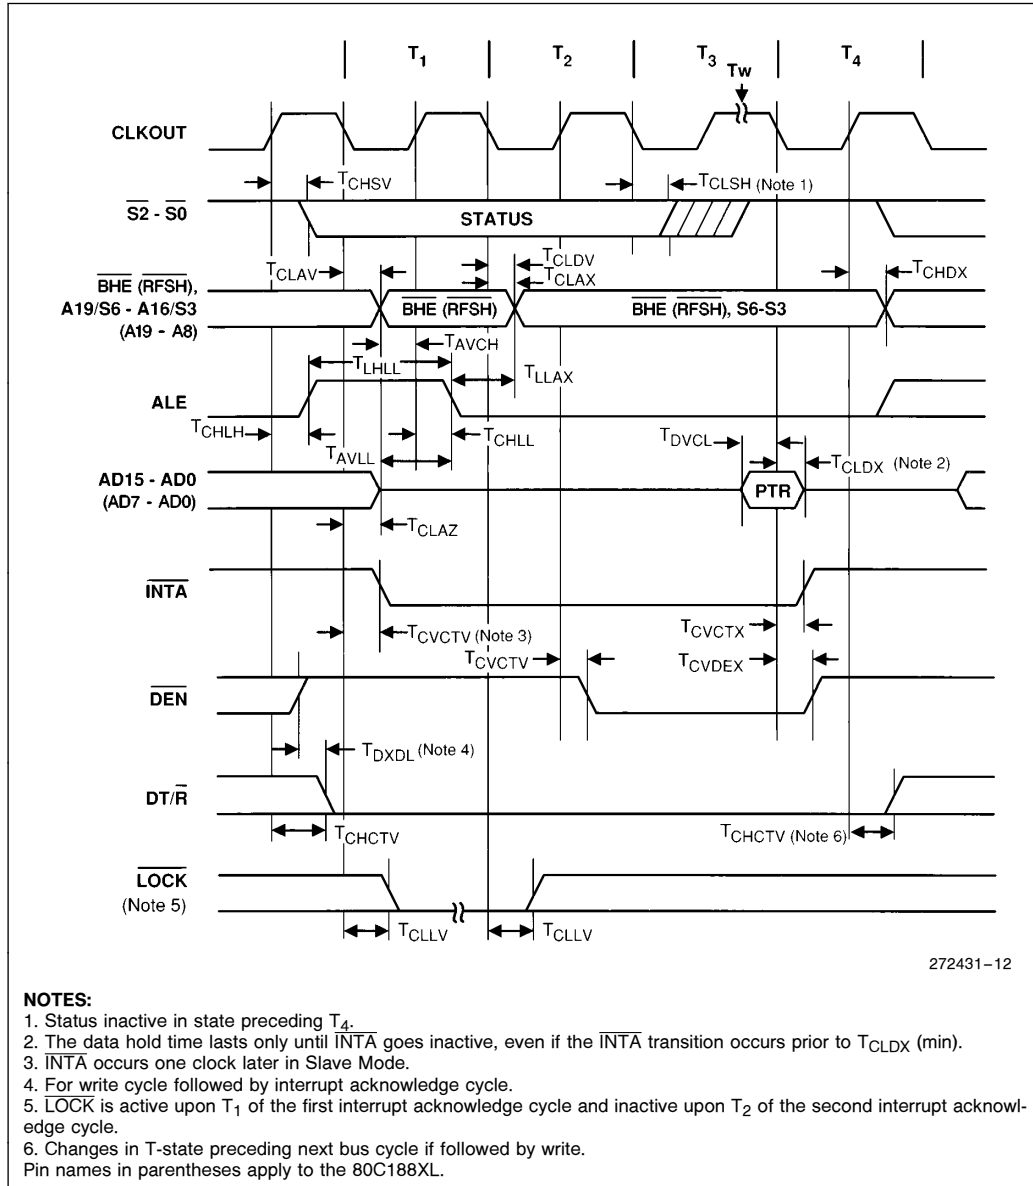 T1 T2 T3 T4
TW
CLKOUT
TCHSV
TCLSH (Note 1)
S2 - S0
STATUS
TCLDV
TCLAV
TCLAX
TCHDX
BHE (RFSH),
A19/S6 - A16/S3
(A19 - A8)
BHE (RFSH)
BHE (RFSH), S6-S3
TAVCH
TLHLL
TLLAX
ALE
TCHLH
TCHLL
TDVCL
TAVLL
TCLDX (Note 2)
AD15 - AD0
(AD7 - AD0)
PTR
TCLAZ
INTA
TCVCTV (Note 3)
TCVCTX
TCVCTV
TCVDEX
DEN
TDXDL (Note 4)
DT/R
TCHCTV
TCHCTV (Note 6)
LOCK
(Note 5)
TCLLV
TCLLV
272431–12
NOTES:
1. Status inactive in state preceding T4.
2. The data hold time lasts only until INTA goes inactive, even if the INTA transition occurs prior to TCLDX (min).
3. INTA occurs one clock later in Slave Mode.
4. For write cycle followed by interrupt acknowledge cycle.
5. LOCK is active upon T1 of the first interrupt acknowledge cycle and inactive upon T2 of the second interrupt acknowl-
edge cycle.
6. Changes in T-state preceding next bus cycle if followed by write.
Pin names in parentheses apply to the 80C188XL.